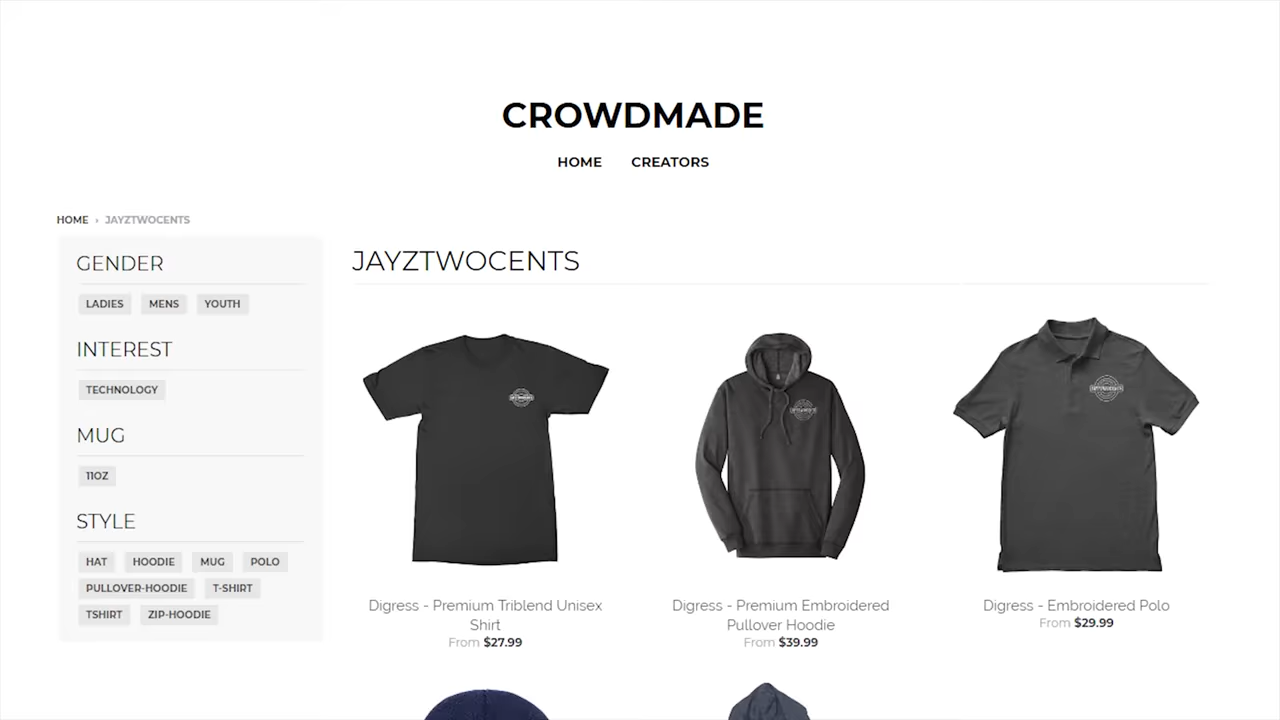 CROWDMADE
HOME CREATORS
HOME › JAYZTWOCENTS
GENDER
LADIES MENS YOUTH
INTEREST
TECHNOLOGY
MUG
11OZ
STYLE
HAT HOODIE MUG POLO
PULLOVER-HOODIE T-SHIRT
TSHIRT ZIP-HOODIE
JAYZTWOCENTS
Digress - Premium Triblend Unisex
Shirt
From $27.99
Digress - Premium Embroidered
Pullover Hoodie
From $39.99
Digress - Embroidered Polo
From $29.99